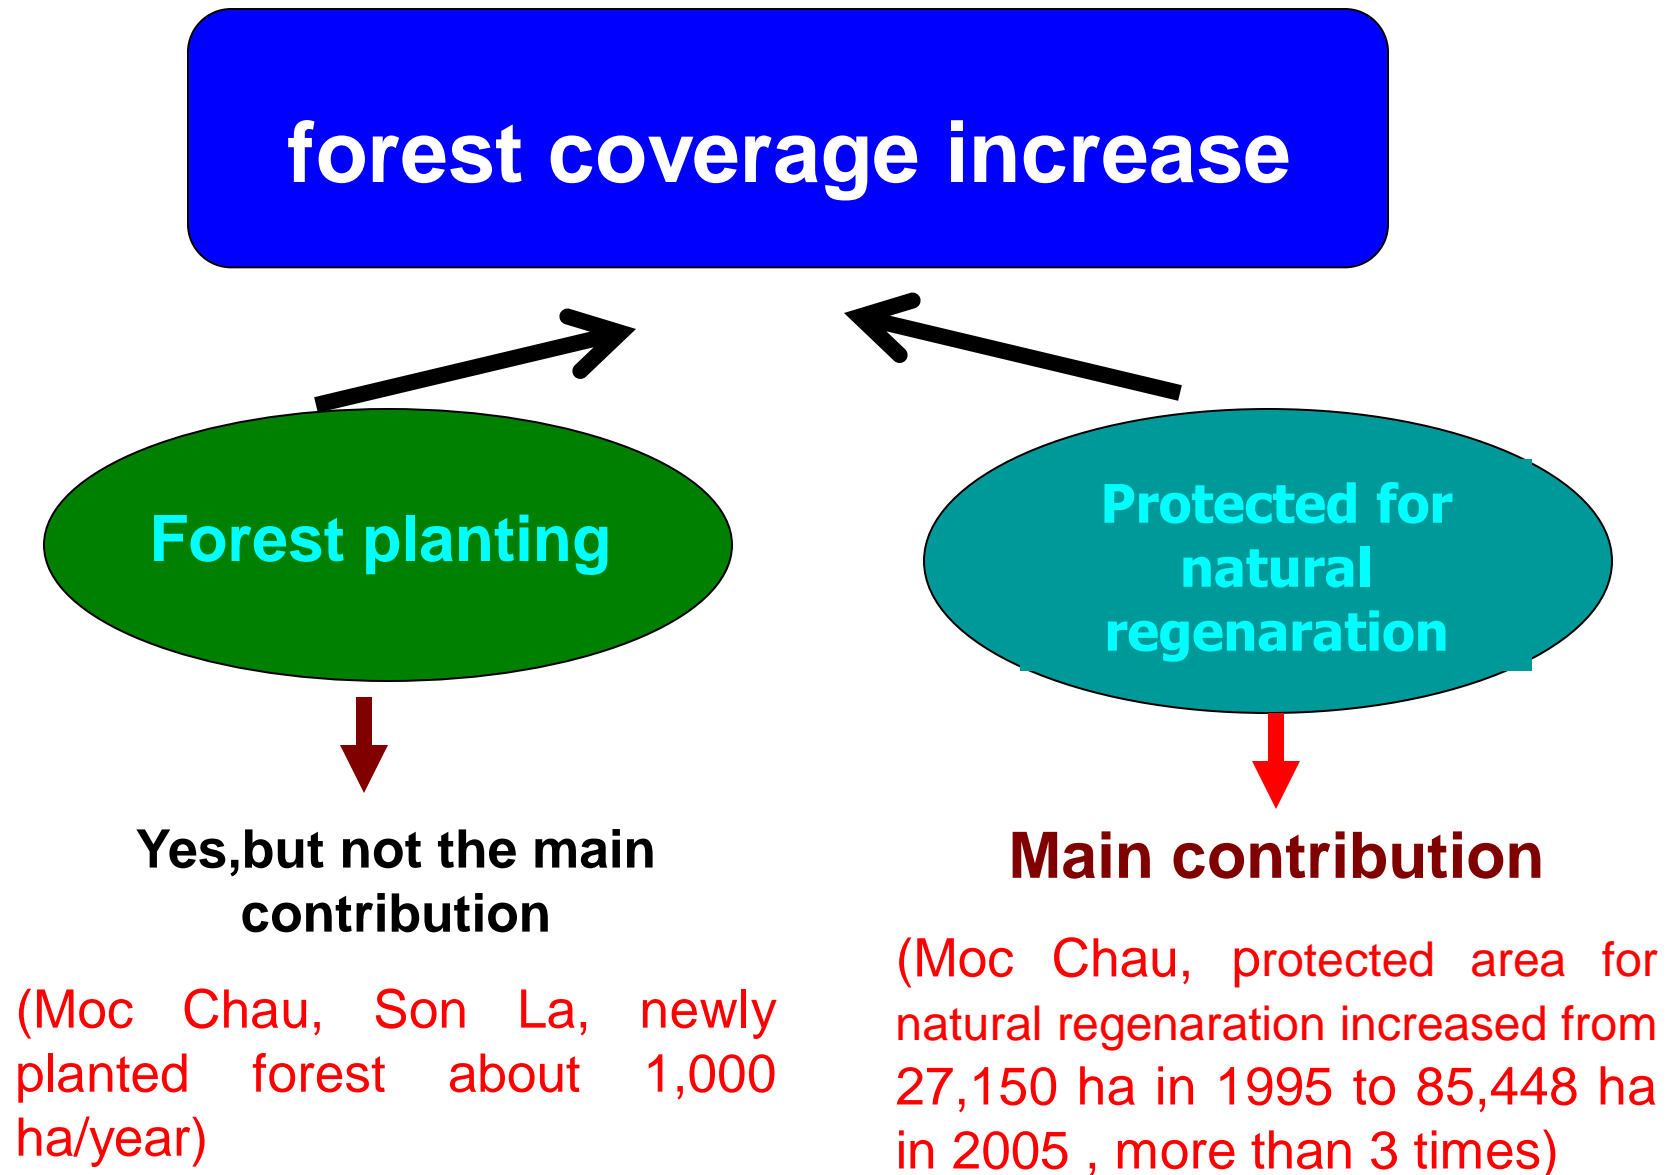 forest coverage increase
Forest planting
Protected for
natural
regenaration
Yes,but not the main
contribution
Main contribution
(Moc Chau, Son La, newly
planted forest about 1,000
ha/year)
(Moc Chau, protected area for
natural regenaration increased from
27,150 ha in 1995 to 85,448 ha
in 2005 , more than 3 times)